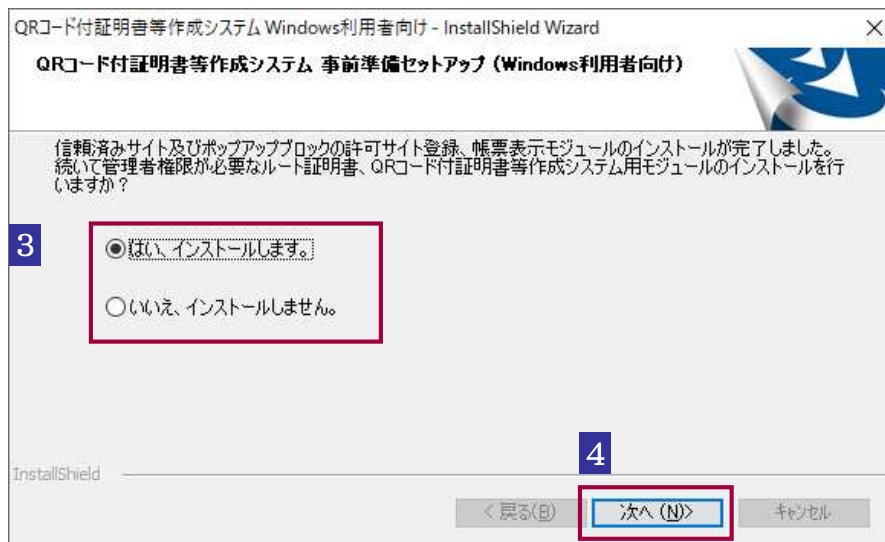 QRコード付証明書等作成システム Windows利用者向け - InstallShield Wizard
QRコード付証明書等作成システム 事前準備セットアップ (Windows利用者向け)
信頼済みサイト及びポップアップブロックの許可サイト登録、帳票表示モジュールのインストールが完了しました。
続いて管理者権限が必要なルート証明書、QRコード付証明書等作成システム用モジュールのインストールを行
いますか？
3
はい、インストールします。
いいえ、インストールしません。
4
InstallShield
< 戻る(B)
次へ (N)>
キャンセル